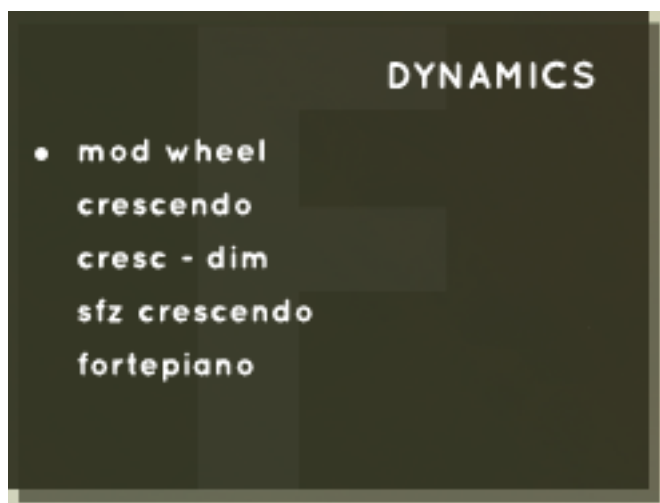 DYNAMICS
• mod wheel
crescendo
cresc - dim
sfz crescendo
fortepiano